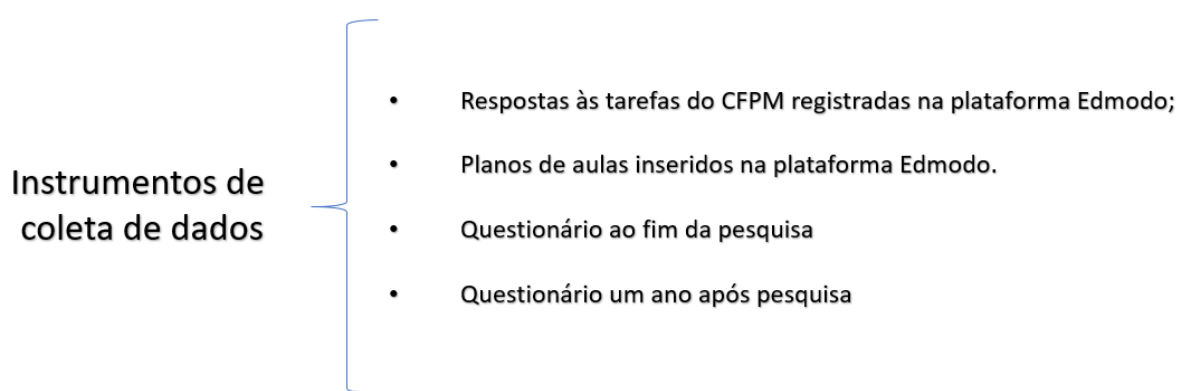 Instrumentos de
coleta de dados
• Respostas às tarefas do CFPM registradas na plataforma Edmodo;
• Planos de aulas inseridos na plataforma Edmodo.
• Questionário ao fim da pesquisa
• Questionário um ano após pesquisa